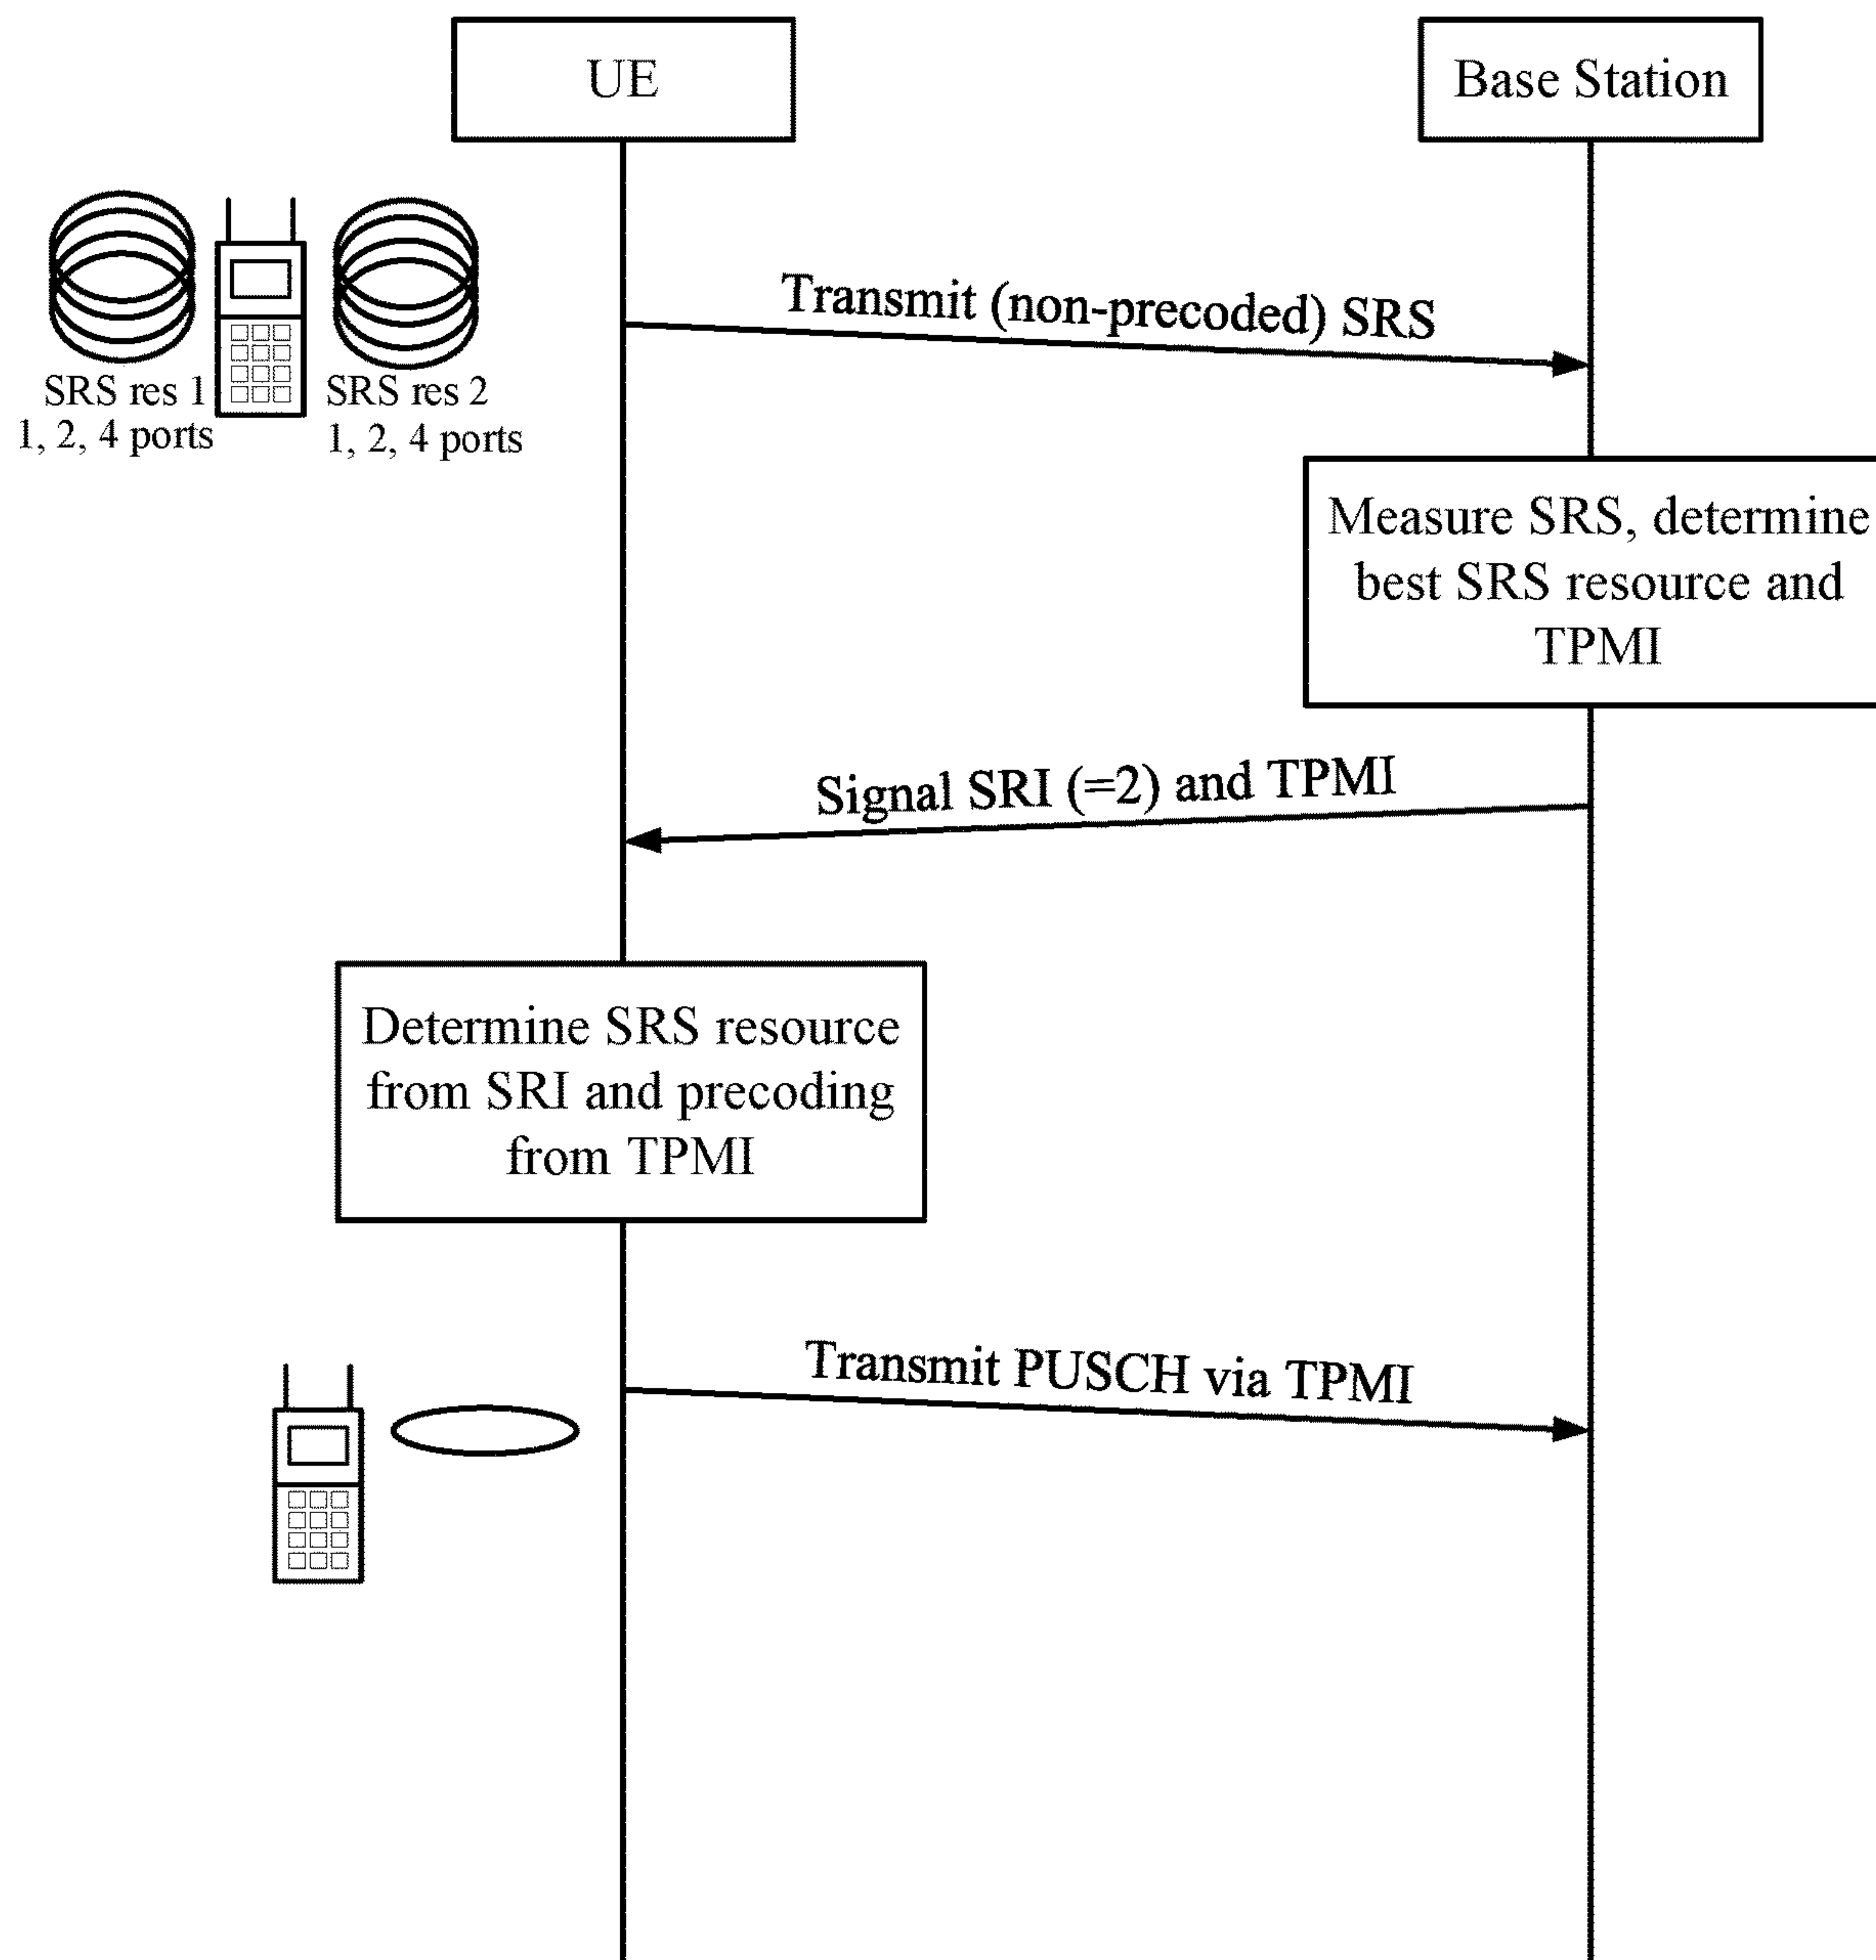 UE
Base Station
Transmit (non-precoded) SRS
SRS res 1
1, 2, 4 ports
SRS res 2
1, 2, 4 ports
Measure SRS, determine
best SRS resource and
TPMI
Signal SRI (=2) and TPMI
Determine SRS resource
from SRI and precoding
from TPMI
Transmit PUSCH via TPMI